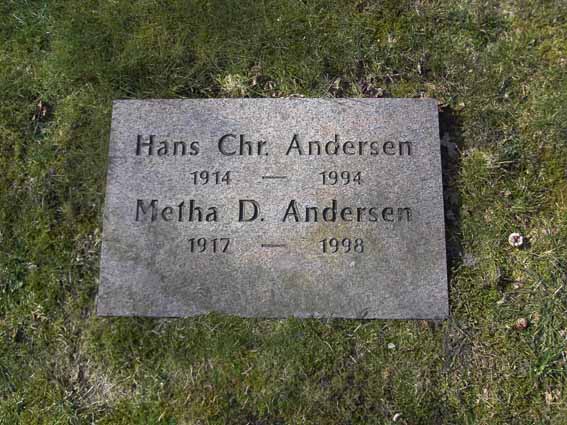 Hans Chr. Andersen
1914 — 1994
Metha D. Andersen
1917 — 1998